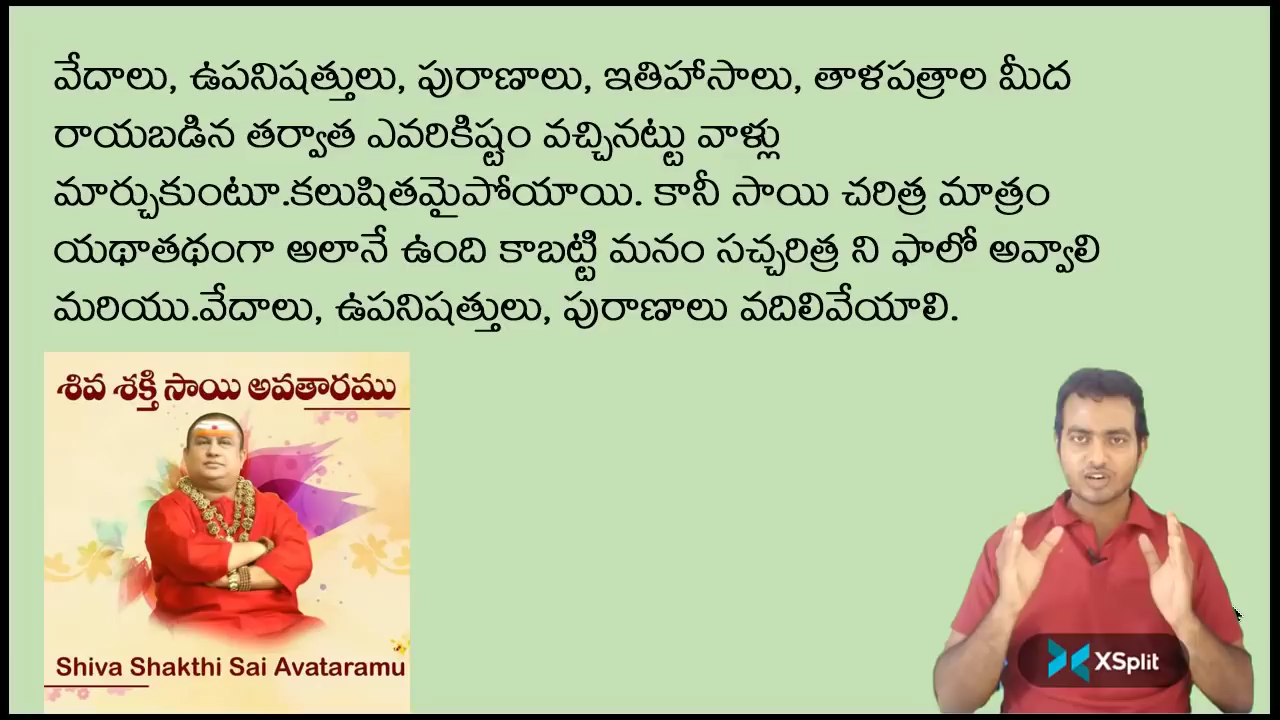 వేదాలు, ఉపనిషత్తులు, పురాణాలు, ఇతిహాసాలు, తాళపత్రాల మీద
రాయబడిన తర్వాత ఎవరికిష్టం వచ్చినట్టు వాళ్లు
మార్చుకుంటూ.కలుషితమైపోయాయి. కానీ సాయి చరిత్ర మాత్రం
యథాతథంగా అలానే ఉంది కాబట్టి మనం సచ్చరిత్ర ని ఫాలో అవ్వాలి
మరియు.వేదాలు, ఉపనిషత్తులు, పురాణాలు వదిలివేయాలి.
శివ శక్తి సాయి అవతారము
Shiva Shakthi Sai Avataramu
XSplit